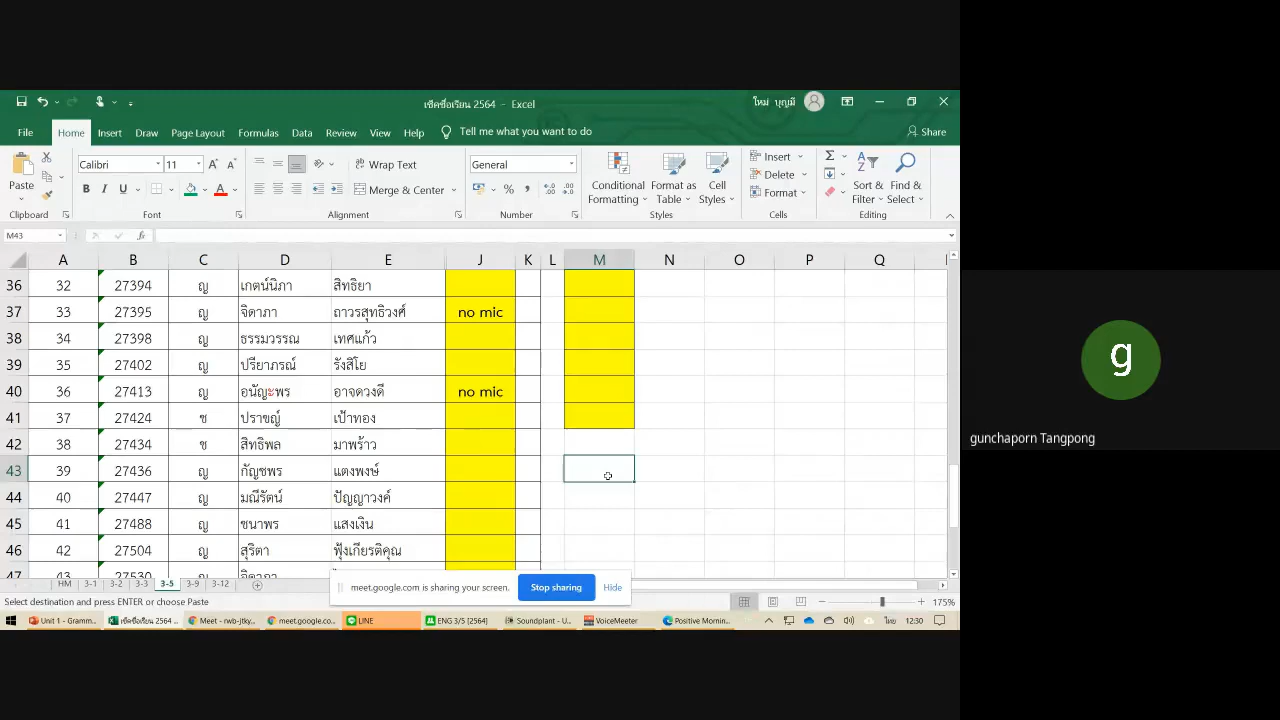 เช็คชื่อเรียน 2564 - Excel
ใหม่ บุญมี
File Home Insert Draw Page Layout Formulas Data Review View Help Tell me what you want to do Share
Paste
Calibri 11
Wrap Text
General
Merge & Center
Conditional Formatting
Format as Table
Cell Styles
Insert
Delete
Format
Sort & Filter
Find & Select
Clipboard Font Alignment Number Styles Cells Editing
M43 fx
A B C D E J K L M N O P Q
36 32 27394 ญ เกตน์นิภา สิทธิยา
37 33 27395 ญ จิดาภา ถาวรสุทธิวงศ์ no mic
38 34 27398 ญ ธรรมวรรณ เทศแก้ว
39 35 27402 ญ ปรียาภรณ์ รังสิโย
40 36 27413 ญ อนัญะพร อาจดวงดี no mic
41 37 27424 ช ปราชญ์ เป้าทอง
42 38 27434 ช สิทธิพล มาพร้าว
43 39 27436 ญ กัญชพร แตงพงษ์
44 40 27447 ญ มณีรัตน์ ปัญญาวงค์
45 41 27488 ญ ชนาพร แสงเงิน
46 42 27504 ญ สุริตา ฟุ้งเกียรติคุณ
47 43 27530 จิดาภา
HM 3-1 3-2 3-3 3-5 3-9 3-12
meet.google.com is sharing your screen. Stop sharing Hide
Select destination and press ENTER or choose Paste
175%
Unit 1 - Gramm... เช็คชื่อเรียน 2564 ... Meet - rwb-jtky... meet.google.co... LINE ENG 3/5 [2564] Soundplant - U... VoiceMeeter Positive Mornin... ไทย 12:30
g
gunchaporn Tangpong